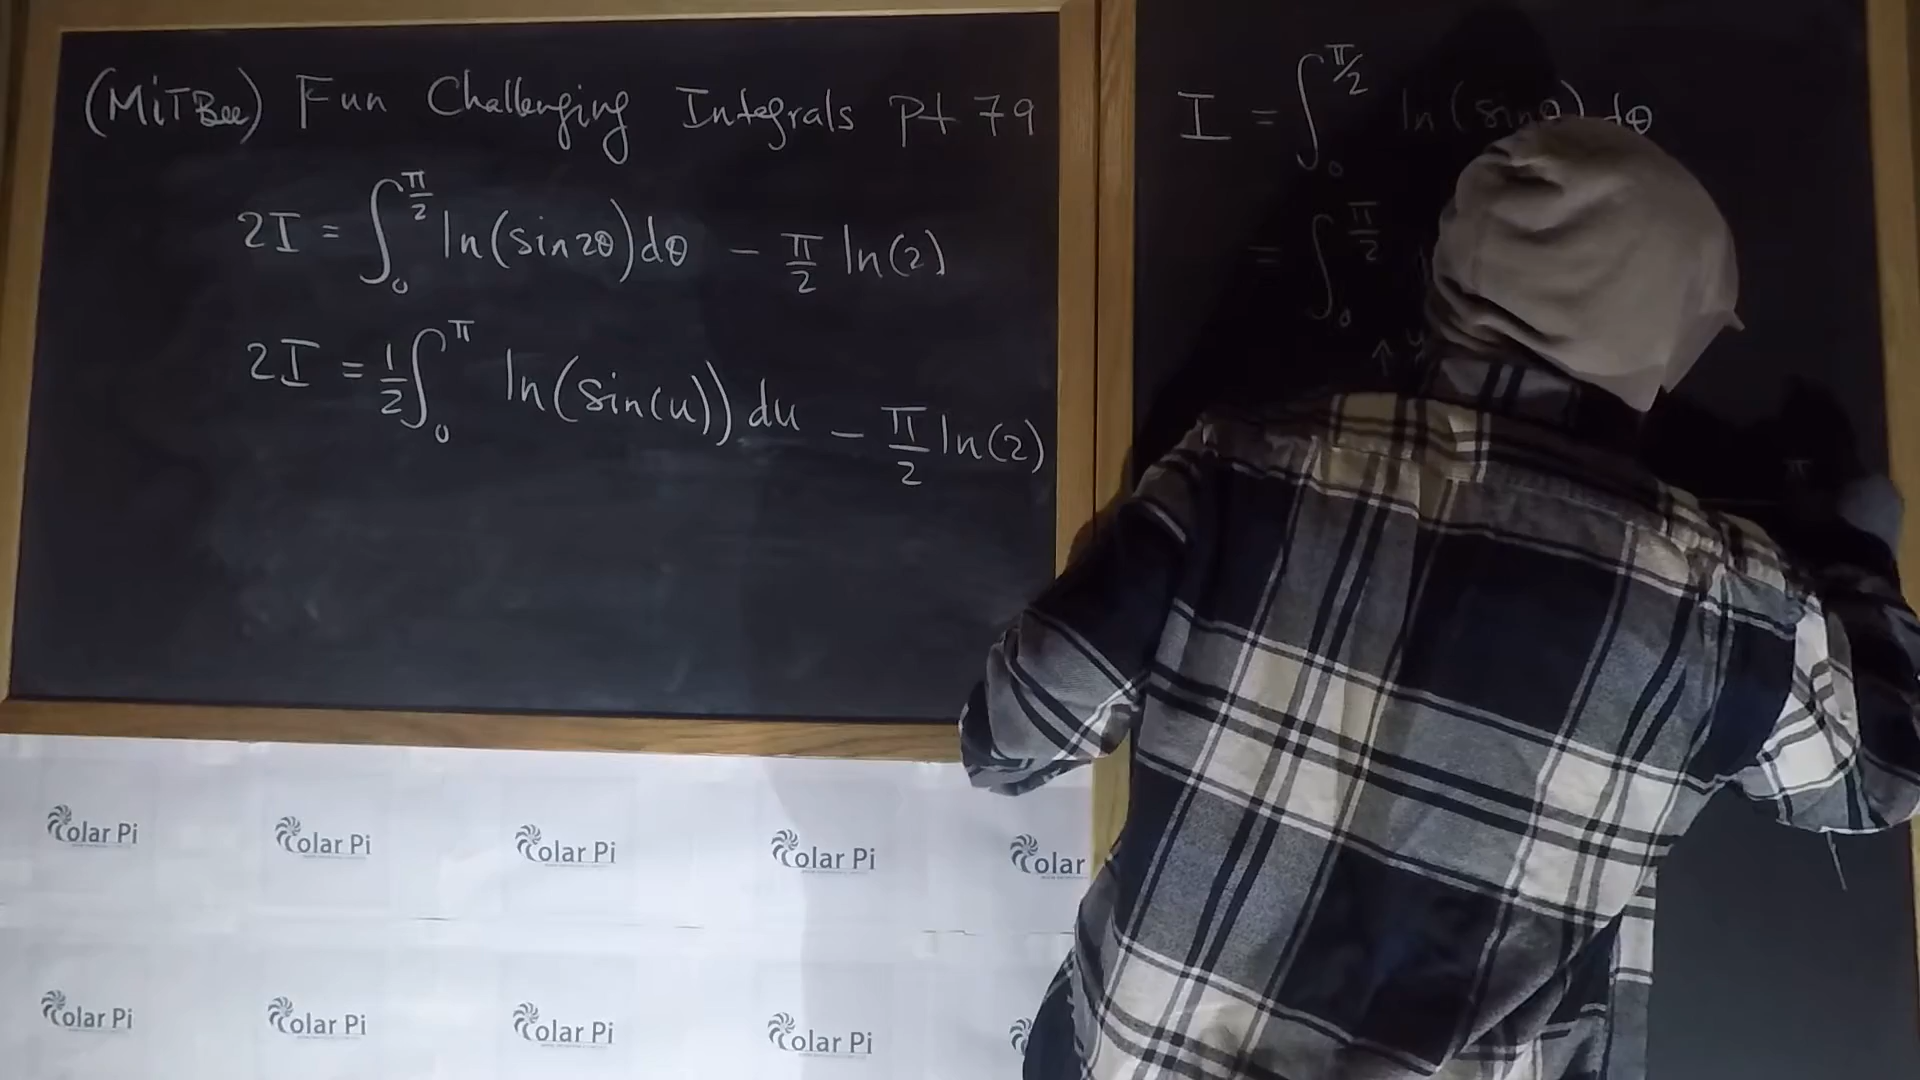 (MiTBee) Fun Challenging Integrals Pt 79
2I = ∫₀^{π/2} ln(sin2θ)dθ − π/2 ln(2)
2I = 1/2 ∫₀^π ln(sin(u)) du − π/2 ln(2)
I = ∫₀^{π/2} ln(sinθ) dθ
= ∫₀^{π/2}
↑
π
Colar Pi Colar Pi Colar Pi Colar Pi Colar
Colar Pi Colar Pi Colar Pi Colar Pi